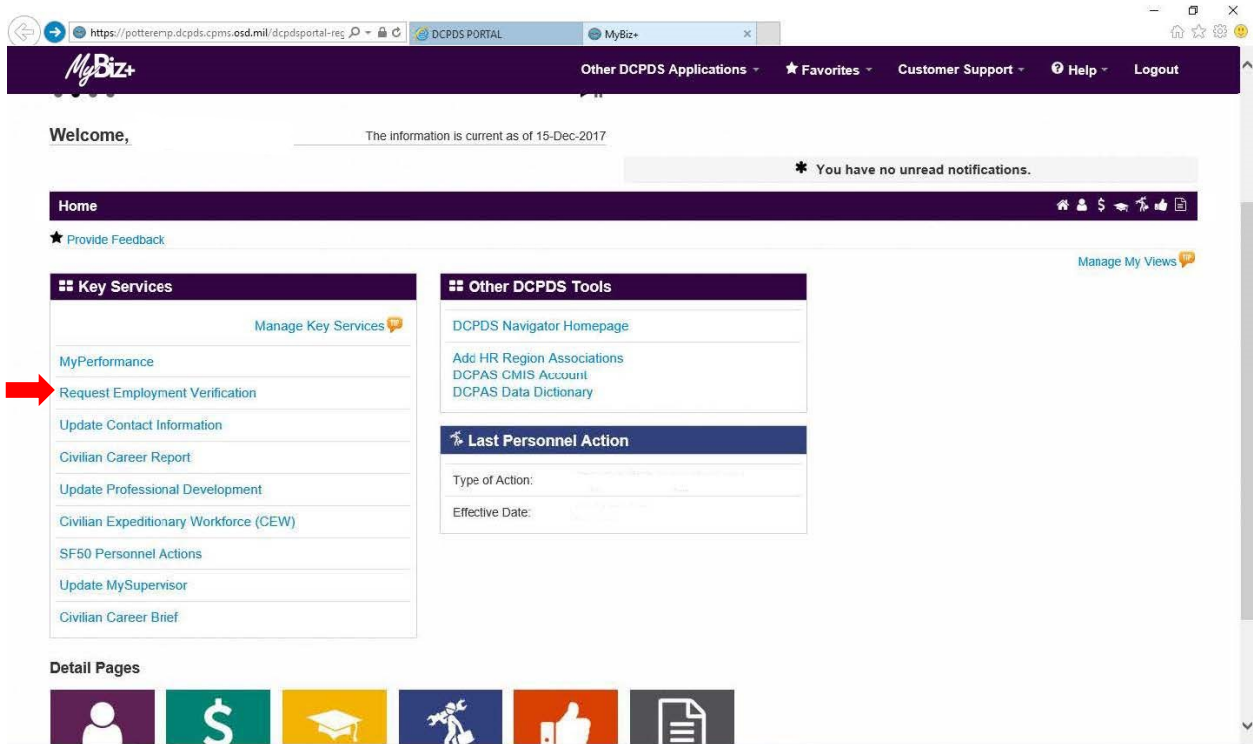 https://potteremp.dcpds.cpms.osd.mil/dcpdsportal-reg
DCPDS PORTAL
MyBiz+
MyBiz+
Other DCPDS Applications
Favorites
Customer Support
Help
Logout
Welcome,
The information is current as of 15-Dec-2017
* You have no unread notifications.
Home
Provide Feedback
Manage My Views TIP
Key Services
Manage Key Services TIP
MyPerformance
Request Employment Verification
Update Contact Information
Civilian Career Report
Update Professional Development
Civilian Expeditionary Workforce (CEW)
SF50 Personnel Actions
Update MySupervisor
Civilian Career Brief
Other DCPDS Tools
DCPDS Navigator Homepage
Add HR Region Associations
DCPAS CMIS Account
DCPAS Data Dictionary
Last Personnel Action
Type of Action:
Effective Date:
Detail Pages